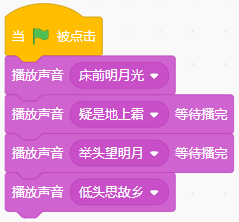 当 被点击
播放声音 床前明月光
播放声音 疑是地上霜 等待播完
播放声音 举头望明月 等待播完
播放声音 低头思故乡